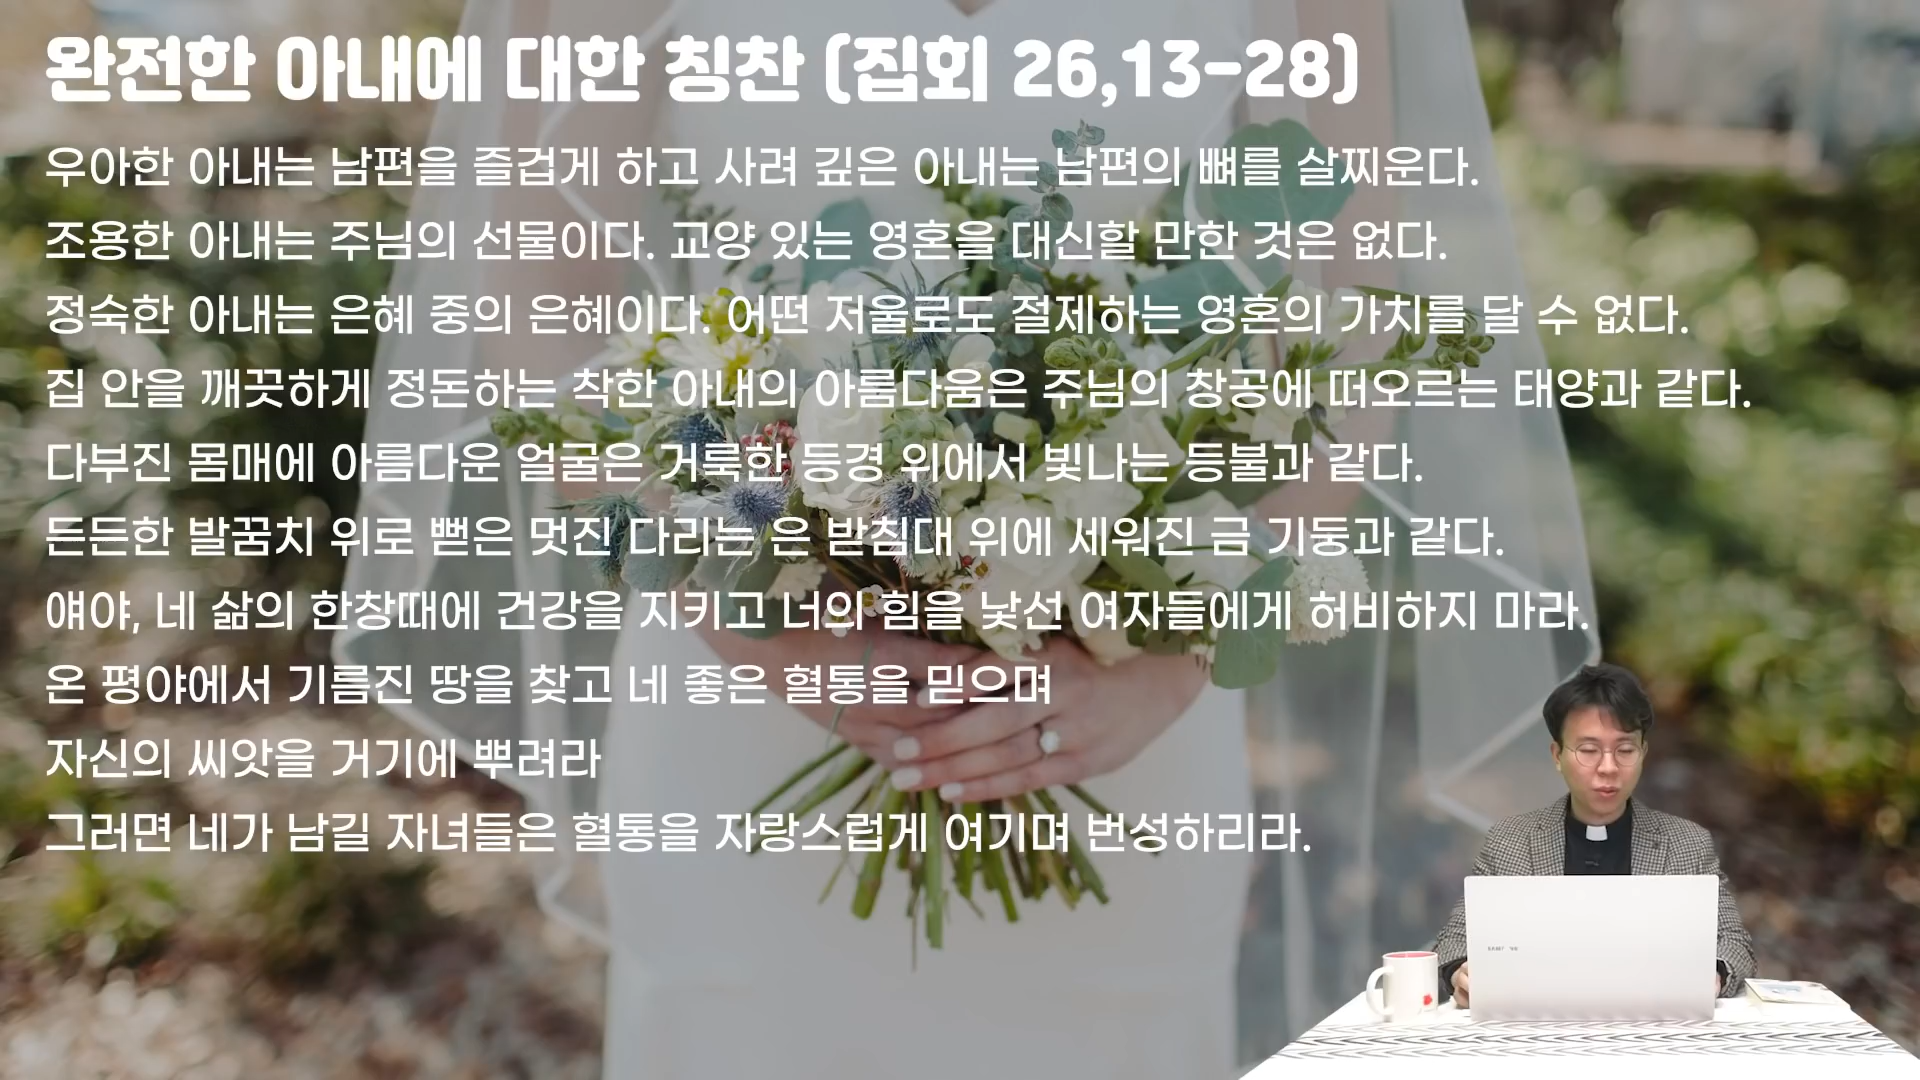 완전한 아내에 대한 칭찬 (집회 26,13-28)
우아한 아내는 남편을 즐겁게 하고 사려 깊은 아내는 남편의 뼈를 살찌운다.
조용한 아내는 주님의 선물이다. 교양 있는 영혼을 대신할 만한 것은 없다.
정숙한 아내는 은혜 중의 은혜이다. 어떤 저울로도 절제하는 영혼의 가치를 달 수 없다.
집 안을 깨끗하게 정돈하는 착한 아내의 아름다움은 주님의 창공에 떠오르는 태양과 같다.
다부진 몸매에 아름다운 얼굴은 거룩한 등경 위에서 빛나는 등불과 같다.
든든한 발꿈치 위로 뻗은 멋진 다리는 은 받침대 위에 세워진 금 기둥과 같다.
얘야, 네 삶의 한창때에 건강을 지키고 너의 힘을 낯선 여자들에게 허비하지 마라.
온 평야에서 기름진 땅을 찾고 네 좋은 혈통을 믿으며
자신의 씨앗을 거기에 뿌려라
그러면 네가 남길 자녀들은 혈통을 자랑스럽게 여기며 번성하리라.